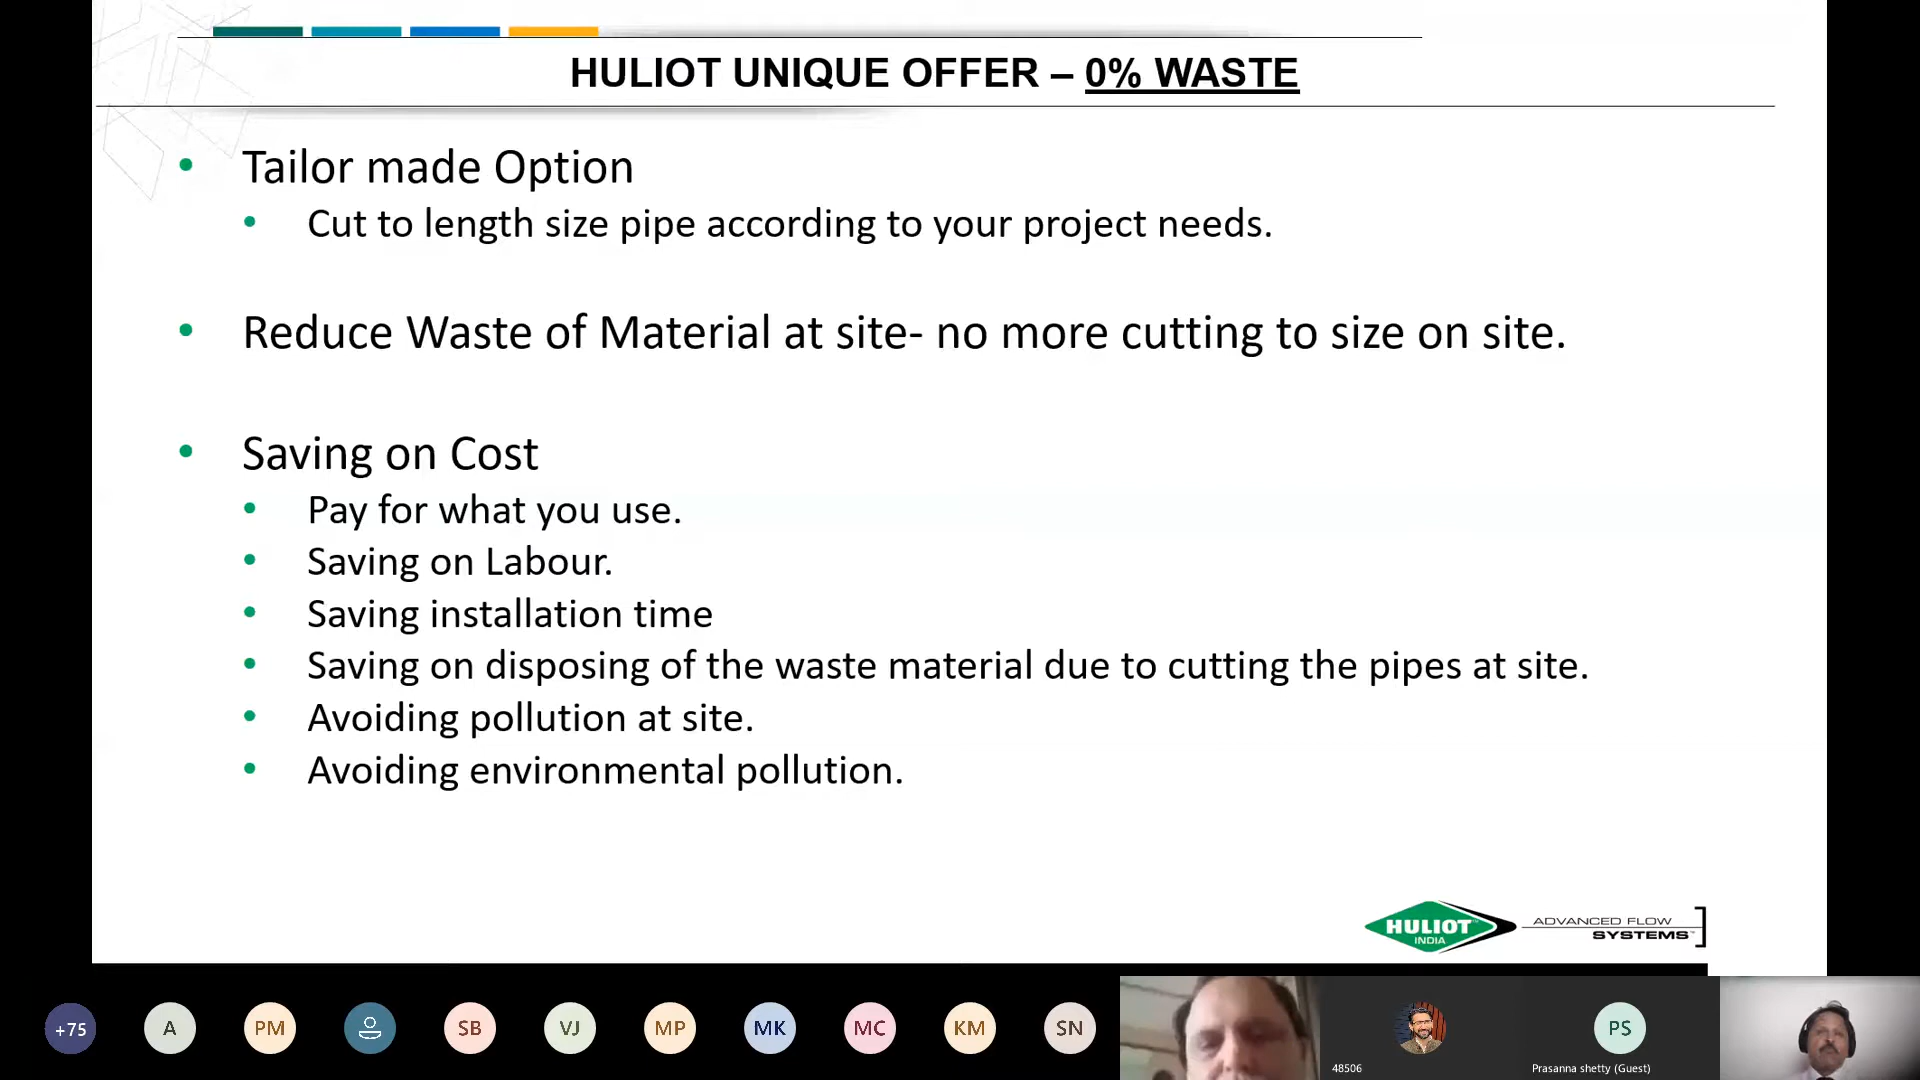 HULIOT UNIQUE OFFER – 0% WASTE
• Tailor made Option
• Cut to length size pipe according to your project needs.
• Reduce Waste of Material at site- no more cutting to size on site.
• Saving on Cost
• Pay for what you use.
• Saving on Labour.
• Saving installation time
• Saving on disposing of the waste material due to cutting the pipes at site.
• Avoiding pollution at site.
• Avoiding environmental pollution.
HULIOT™
INDIA
ADVANCED FLOW
SYSTEMS™
+75 A PM SB VJ MP MK MC KM SN PS
48506 Prasanna shetty (Guest)